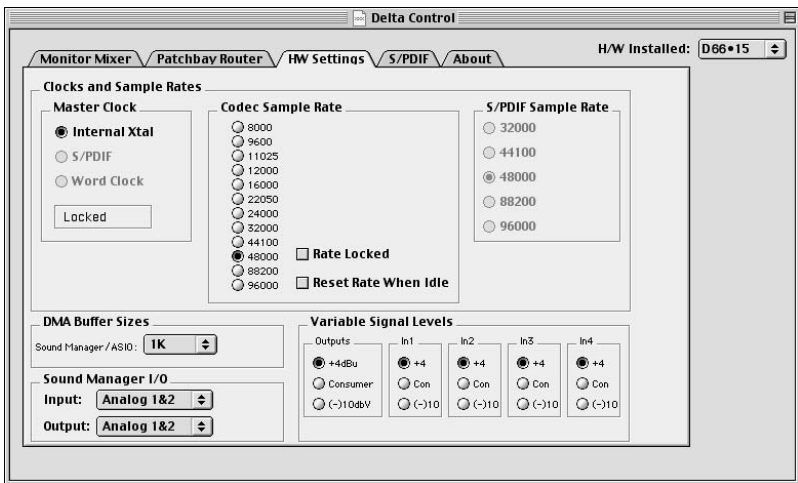 Delta Control
H/W Installed: D66•15
Monitor Mixer Patchbay Router HW Settings S/PDIF About
Clocks and Sample Rates
Master Clock
Internal Xtal
S/PDIF
Word Clock
Locked
Codec Sample Rate
8000
9600
11025
12000
16000
22050
24000
32000
44100
48000
88200
96000
Rate Locked
Reset Rate When Idle
S/PDIF Sample Rate
32000
44100
48000
88200
96000
DMA Buffer Sizes
Sound Manager/ASIO: 1K
Sound Manager I/O
Input: Analog 1&2
Output: Analog 1&2
Variable Signal Levels
Outputs
+4dBu
Consumer
(-)10dbV
In1
+4
Con
(-)10
In2
+4
Con
(-)10
In3
+4
Con
(-)10
In4
+4
Con
(-)10